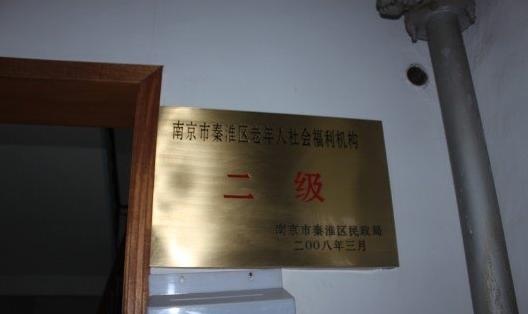 南京市秦淮区老年人社会福利机构
二 级
南京市秦淮区民政局
二〇〇八年三月